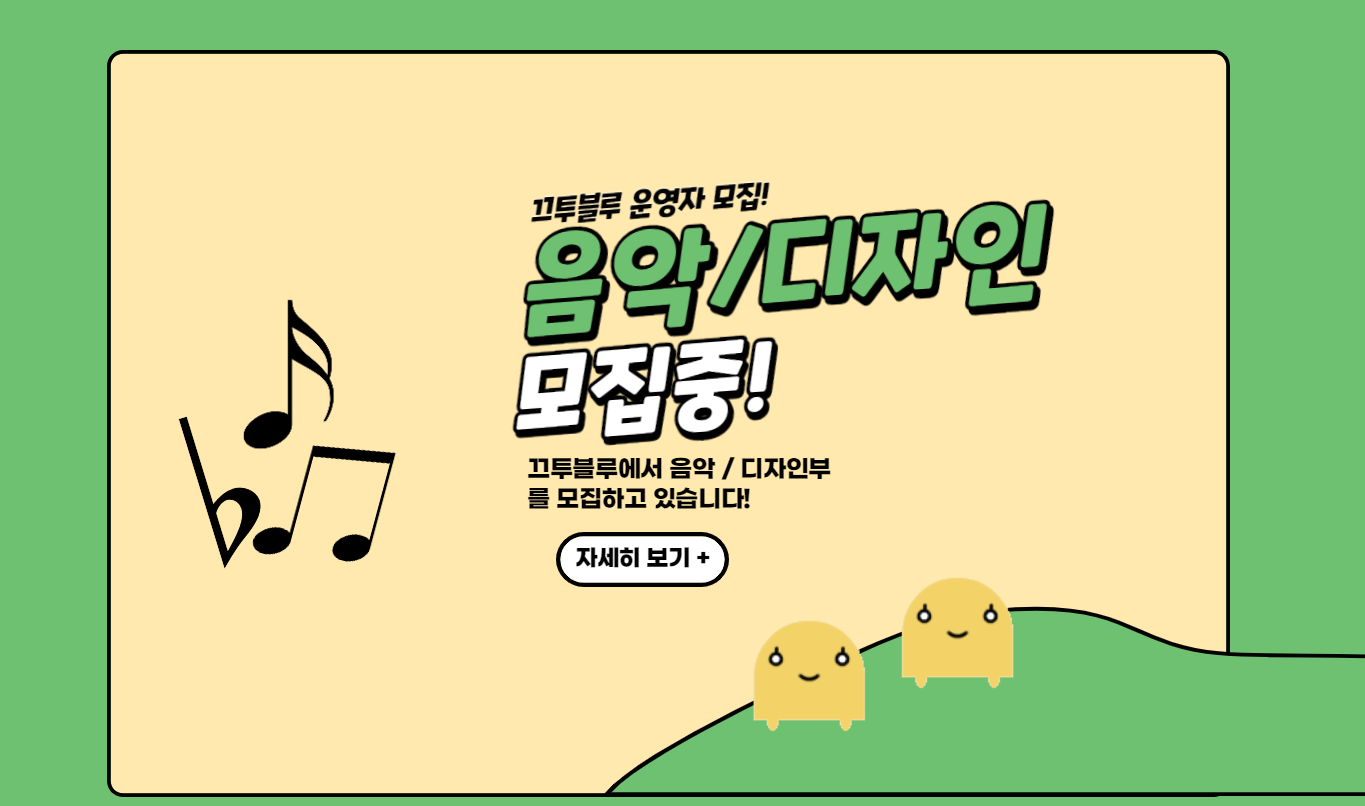 끄투블루 운영자 모집!
음악/디자인
모집중!
끄투블루에서 음악 / 디자인부
를 모집하고 있습니다!
자세히 보기 +